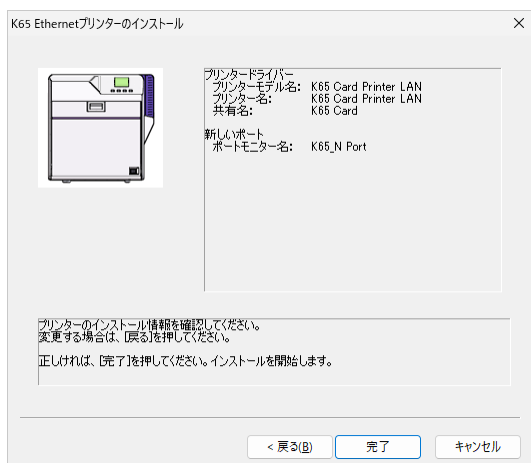 K65 Ethernetプリンターのインストール
プリンタードライバー
プリンターモデル名: K65 Card Printer LAN
プリンター名: K65 Card Printer LAN
共有名: K65 Card
新しいポート
ポートモニター名: K65_N Port
プリンターのインストール情報を確認してください。
変更する場合は、[戻る]を押してください。
正しければ、[完了]を押してください。インストールを開始します。
< 戻る(B)
完了
キャンセル